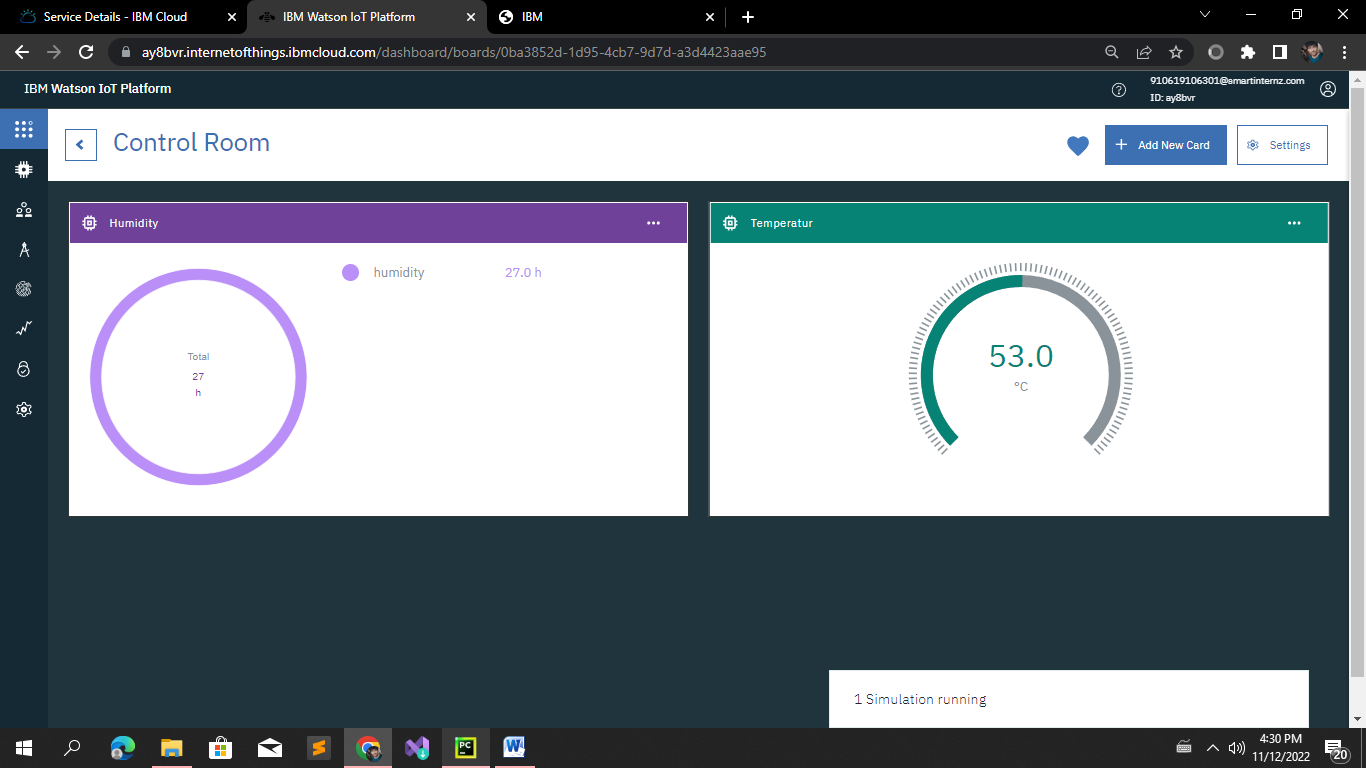 Service Details - IBM Cloud
IBM Watson IoT Platform
IBM
ay8bvr.internetofthings.ibmcloud.com/dashboard/boards/0ba3852d-1d95-4cb7-9d7d-a3d4423aae95
IBM Watson IoT Platform
910619106301@smartinternz.com
ID: ay8bvr
Control Room
Add New Card
Settings
Humidity
Temperatur
humidity 27.0 h
Total
27
h
53.0
°C
1 Simulation running
PC
W
4:30 PM
11/12/2022
20